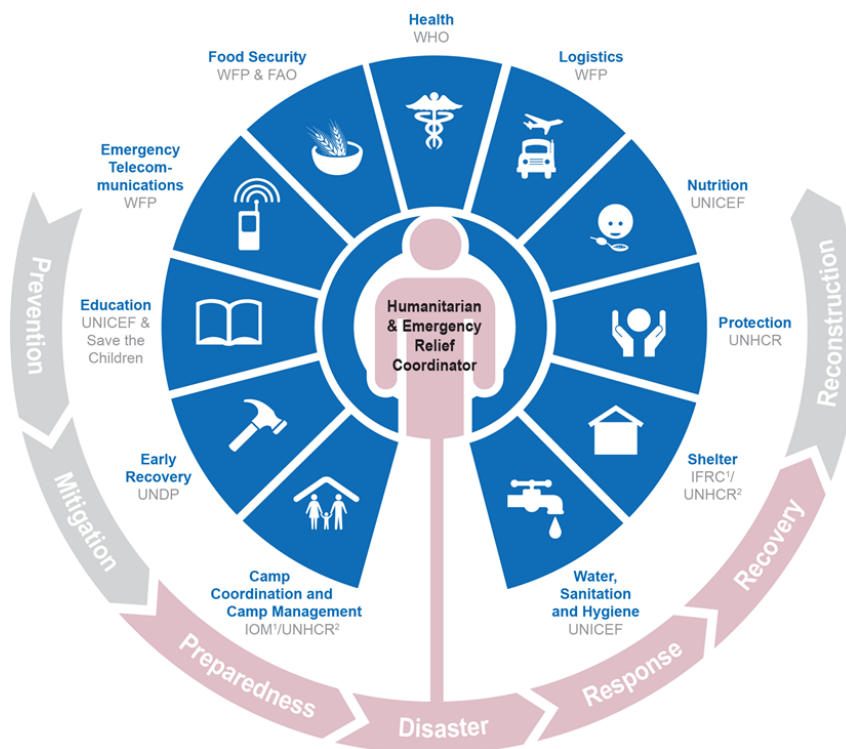 Health
WHO
Food Security
WFP & FAO
Logistics
WFP
Emergency
Telecom-
munications
WFP
Nutrition
UNICEF
Education
UNICEF &
Save the
Children
Humanitarian
& Emergency
Relief
Coordinator
Protection
UNHCR
Early
Recovery
UNDP
Shelter
IFRC¹/
UNHCR²
Camp
Coordination and
Camp Management
IOM¹/UNHCR²
Water,
Sanitation
and Hygiene
UNICEF
Prevention
Mitigation
Preparedness
Disaster
Response
Recovery
Reconstruction